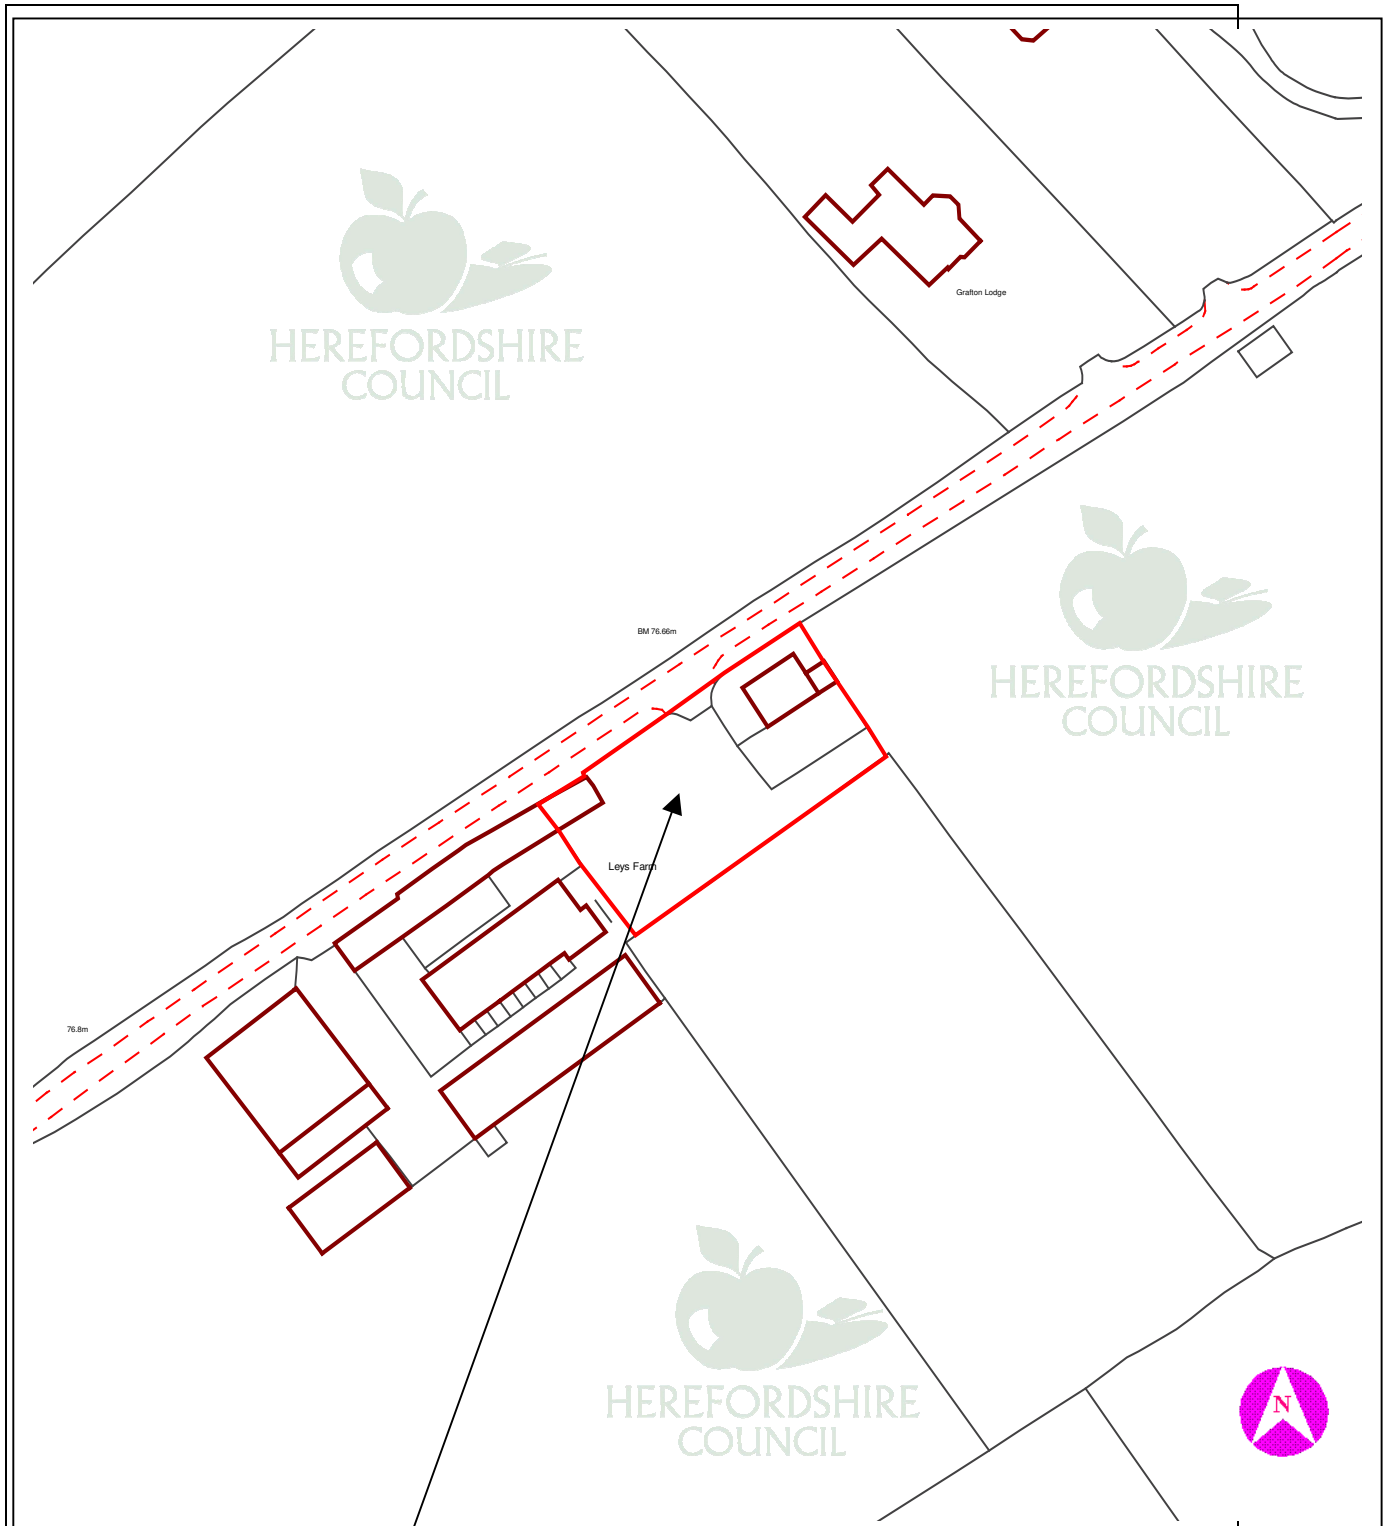 Grafton Lodge
HEREFORDSHIRE
COUNCIL
BM 76.66m
HEREFORDSHIRE
COUNCIL
Leys Farm
76.8m
HEREFORDSHIRE
COUNCIL
N